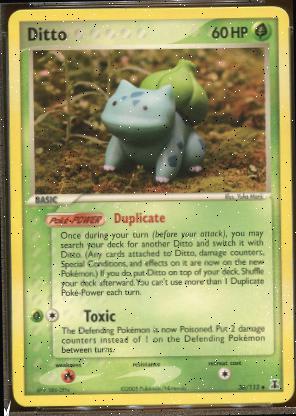 Ditto
60 HP
BASIC
Illus. Yuka Morii
Poké-POWER Duplicate
Once during your turn (before your attack), you may
search your deck for another Ditto and switch it with
Ditto. (Any cards attached to Ditto, damage counters,
Special Conditions, and effects on it are now on the new
Pokémon.) If you do, put Ditto on top of your deck. Shuffle
your deck afterward. You can't use more than 1 Duplicate
Poké-Power each turn.
Toxic
The Defending Pokémon is now Poisoned. Put 2 damage
counters instead of 1 on the Defending Pokémon
between turns.
weakness
resistance
retreat cost
©2005 Pokémon/Nintendo